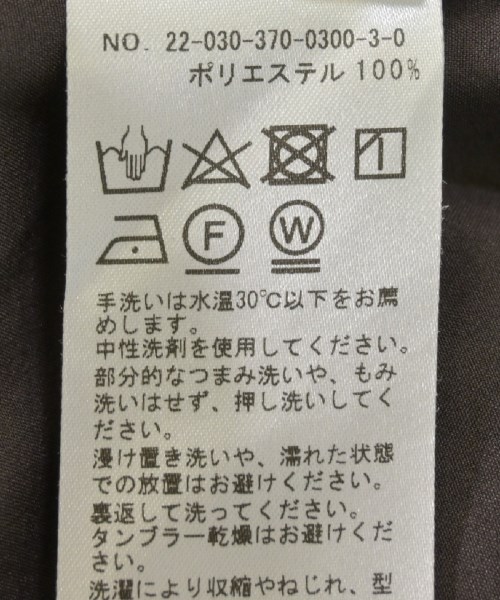 NO. 22-030-370-0300-3-0
ポリエステル 100%
F
W
手洗いは水温30℃以下をお薦
めします。
中性洗剤を使用してください。
部分的なつまみ洗いや、もみ
洗いはせず、押し洗いしてく
ださい。
浸け置き洗いや、濡れた状態
での放置はお避けください。
裏返して洗ってください。
タンブラー乾燥はお避けくだ
さい。
洗濯により収縮やねじれ、型